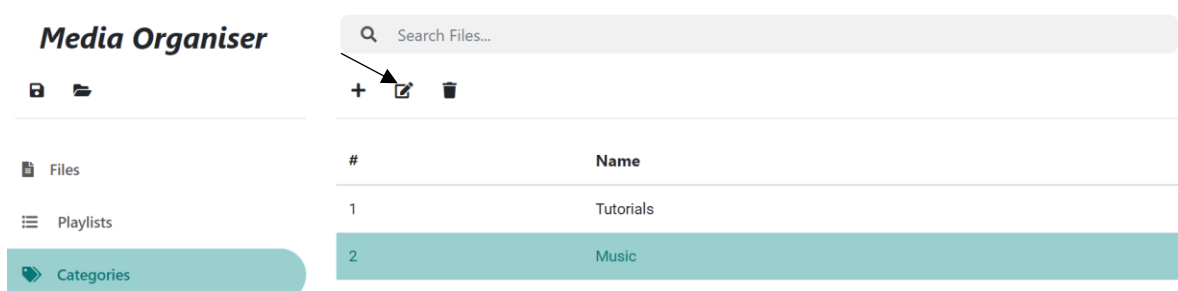 Media Organiser
Search Files...
Files
Playlists
Categories
# Name
1 Tutorials
2 Music